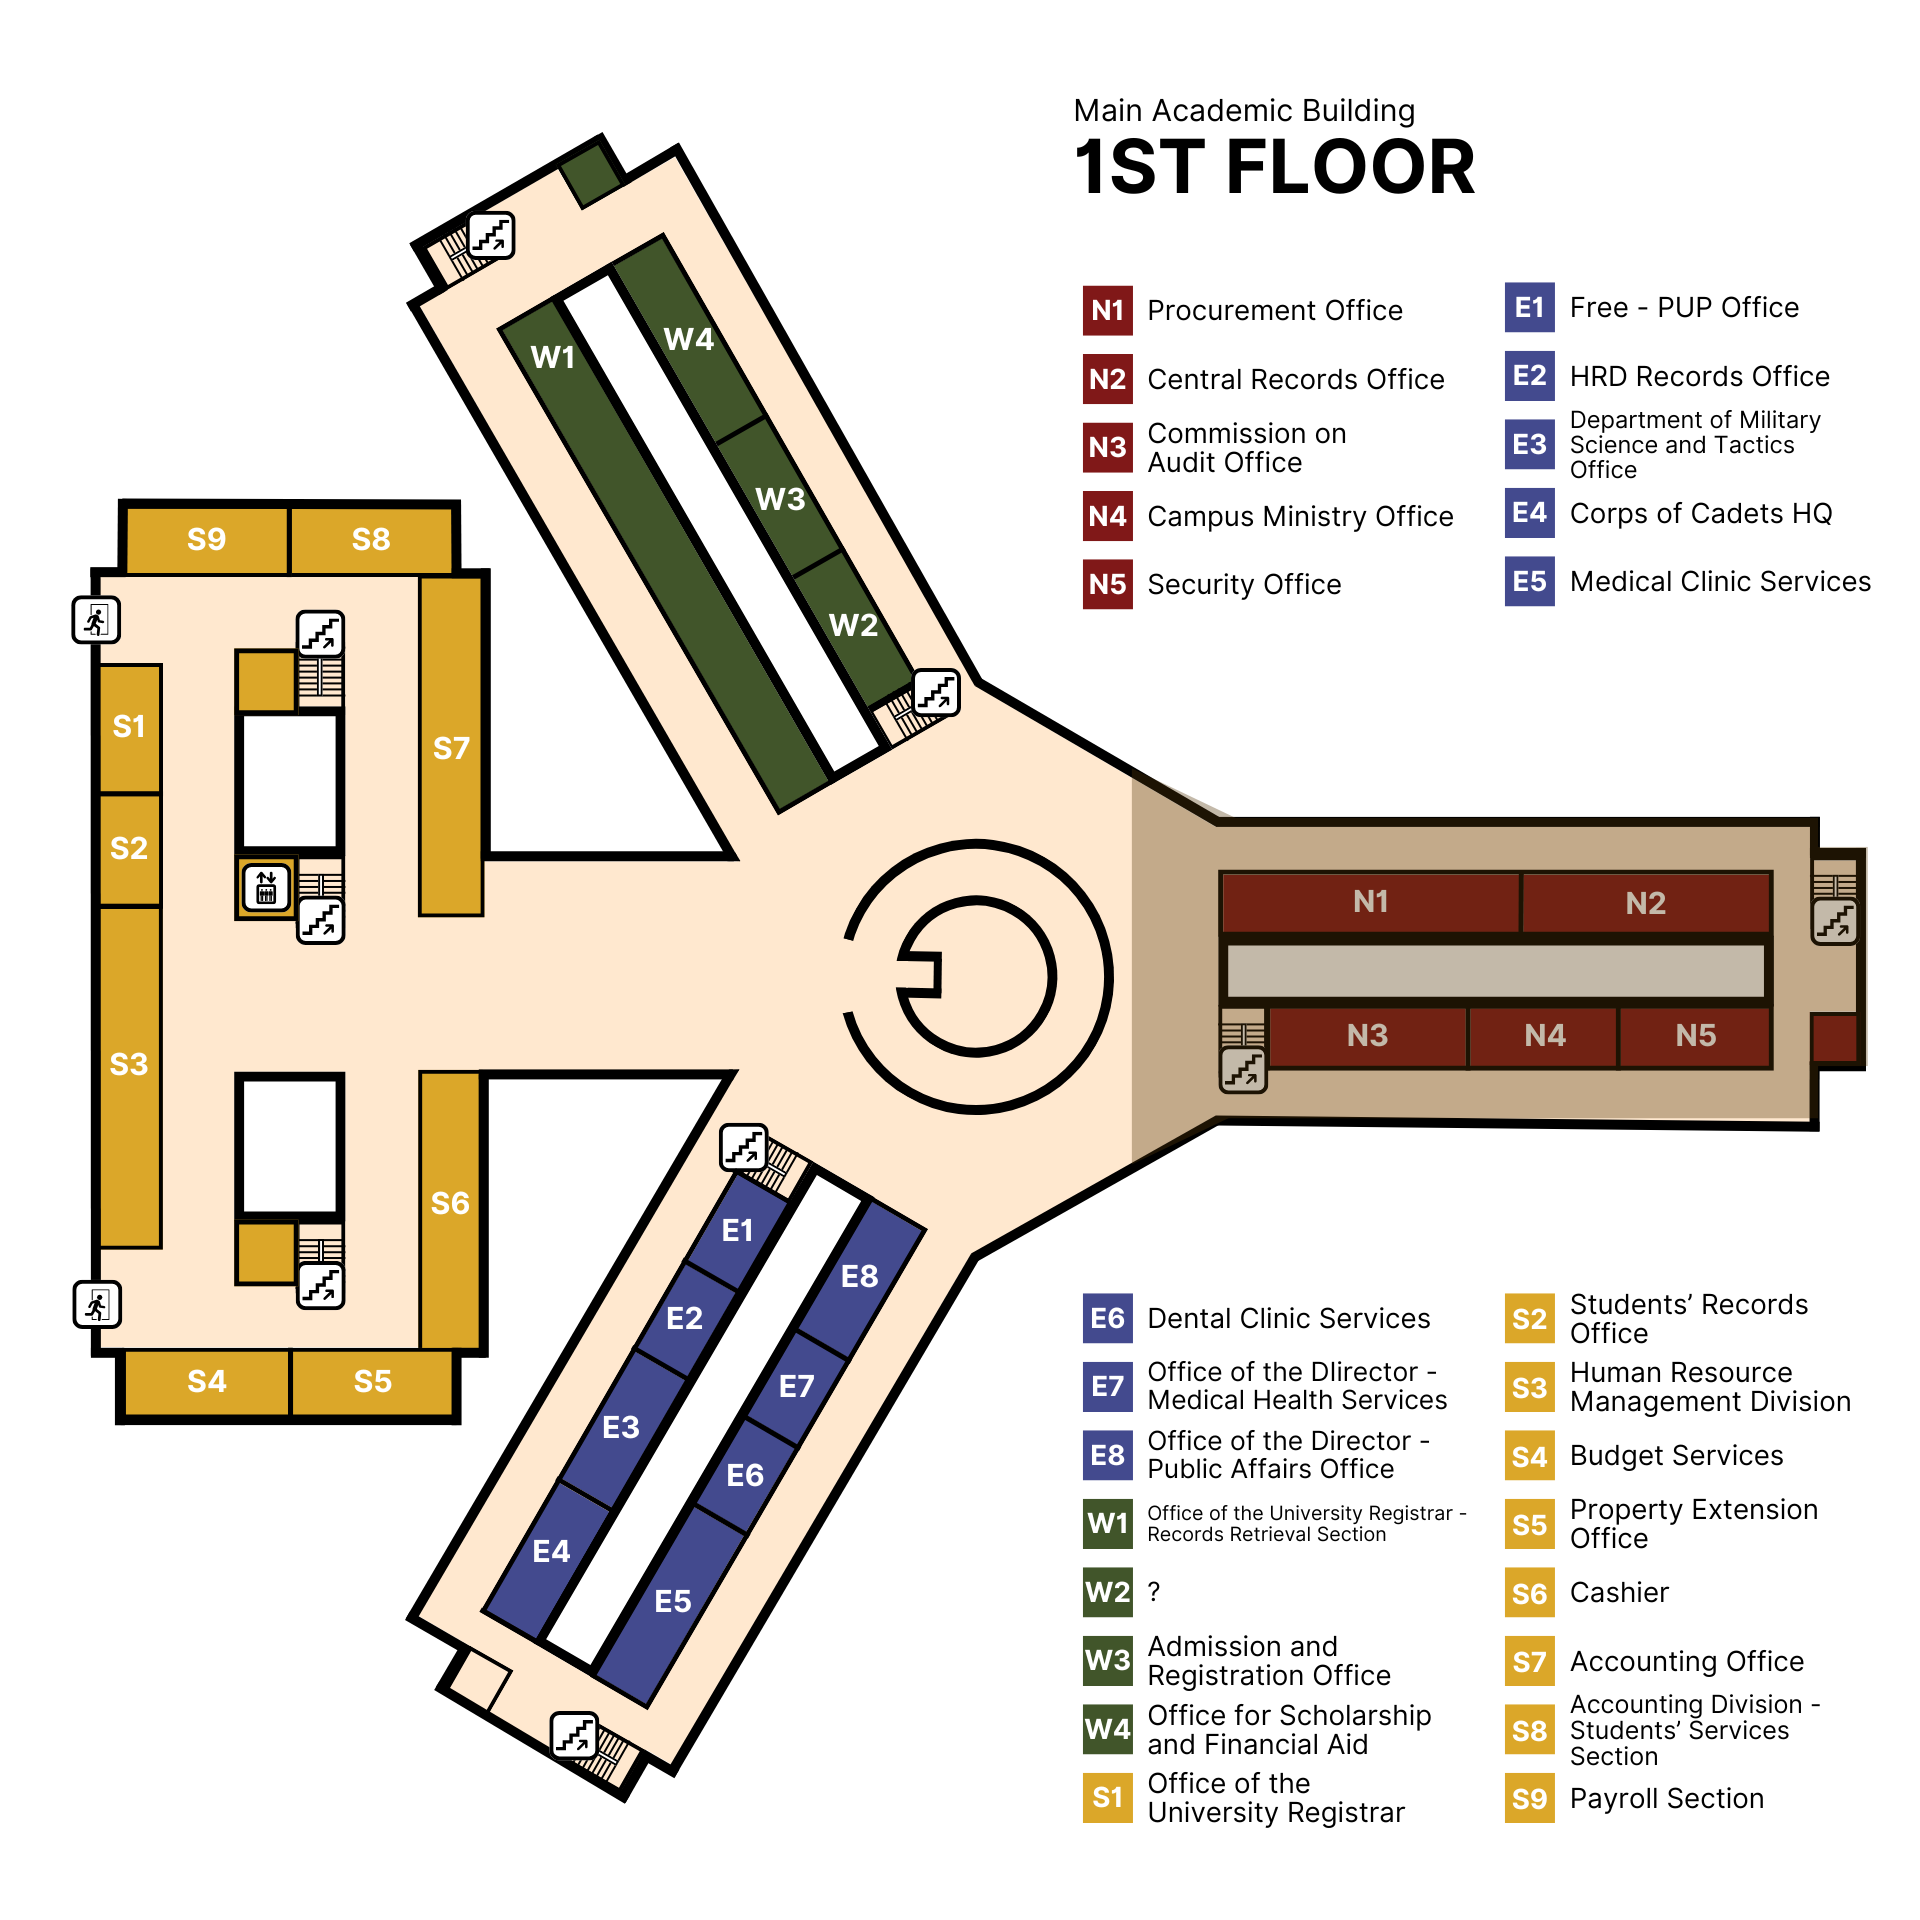 Main Academic Building
1ST FLOOR
N1 Procurement Office
N2 Central Records Office
N3 Commission on
Audit Office
N4 Campus Ministry Office
N5 Security Office
E1 Free - PUP Office
E2 HRD Records Office
E3 Department of Military
Science and Tactics
Office
E4 Corps of Cadets HQ
E5 Medical Clinic Services
W1
W4
W3
W2
S9
S8
S1
S2
S3
S7
S6
S4
S5
N1
N2
N3
N4
N5
E1
E2
E3
E4
E8
E7
E6
E5
E6 Dental Clinic Services
E7 Office of the DIirector -
Medical Health Services
E8 Office of the Director -
Public Affairs Office
W1 Office of the University Registrar -
Records Retrieval Section
W2 ?
W3 Admission and
Registration Office
W4 Office for Scholarship
and Financial Aid
S1 Office of the
University Registrar
S2 Students’ Records
Office
S3 Human Resource
Management Division
S4 Budget Services
S5 Property Extension
Office
S6 Cashier
S7 Accounting Office
S8 Accounting Division -
Students’ Services
Section
S9 Payroll Section